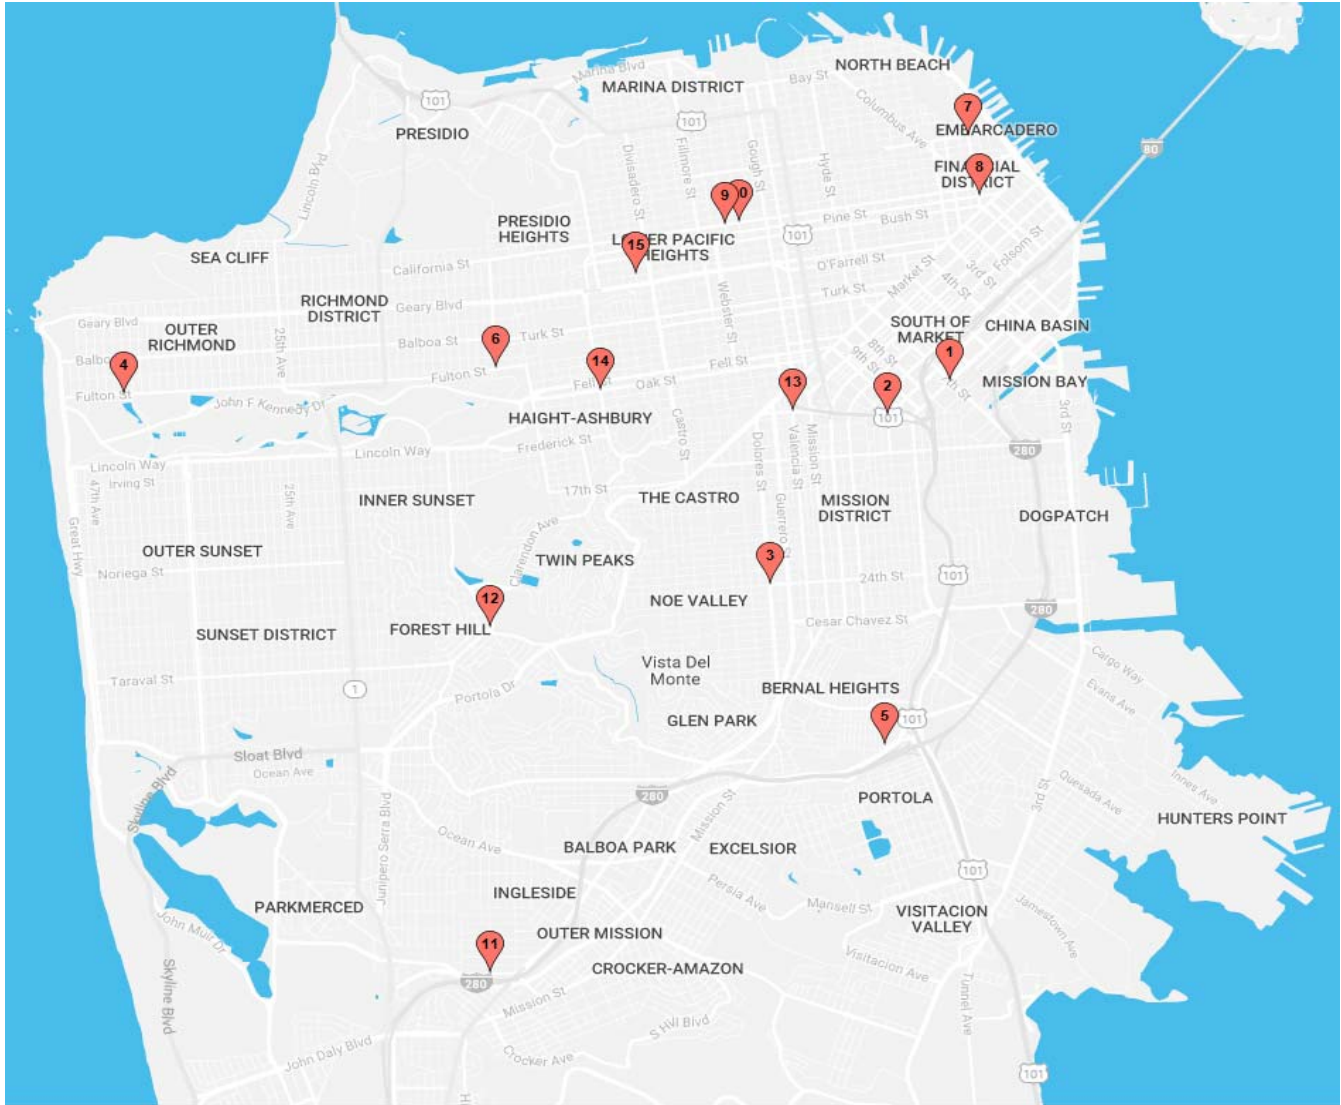 NORTH BEACH
Marina Blvd
MARINA DISTRICT
Bay St
101
7
Columbus Ave
101
EMBARCADERO
PRESIDIO
80
Lincoln Blvd
Divisadero St
Fillmore St
Gough St
Hyde St
8
FINANCIAL
DISTRICT
9
0
PRESIDIO
HEIGHTS
Pine St
Bush St
101
15
LOWER PACIFIC
HEIGHTS
SEA CLIFF
California St
O'Farrell St
Market St
3rd St
Folsom St
4th St
RICHMOND
DISTRICT
Geary Blvd
Turk St
Webster St
Geary Blvd
OUTER
RICHMOND
25th Ave
Balboa St
6
Turk St
SOUTH OF
MARKET
CHINA BASIN
8th St
9th St
1
4
14
Fell St
Fulton St
Fulton St
Fell St
Oak St
13
2
7th St
MISSION BAY
John F Kennedy Dr
HAIGHT-ASHBURY
101
3rd St
Castro St
Dolores St
Valencia St
Mission St
Frederick St
Lincoln Way
Lincoln Way
Irving St
280
47th Ave
25th Ave
INNER SUNSET
17th St
THE CASTRO
Guerrero St
MISSION
DISTRICT
DOGPATCH
Great Hwy
Clarendon Ave
OUTER SUNSET
TWIN PEAKS
3
Noriega St
24th St
101
12
NOE VALLEY
280
FOREST HILL
SUNSET DISTRICT
Cesar Chavez St
Cargo Way
Vista Del
Monte
Taraval St
1
Portola Dr
BERNAL HEIGHTS
Evans Ave
GLEN PARK
5
101
Sloat Blvd
Ocean Ave
Skyline Blvd
280
PORTOLA
3rd St
Quesada Ave
Innes Ave
Junipero Serra Blvd
Mission St
HUNTERS POINT
Ocean Ave
BALBOA PARK
EXCELSIOR
101
INGLESIDE
Persia Ave
Mansell St
PARKMERCED
VISITACION
VALLEY
Jamestown Ave
John Muir Dr
11
OUTER MISSION
CROCKER-AMAZON
Visitacion Ave
280
Skyline Blvd
Mission St
Tunnel Ave
S Hill Blvd
John Daly Blvd
Crocker Ave
101